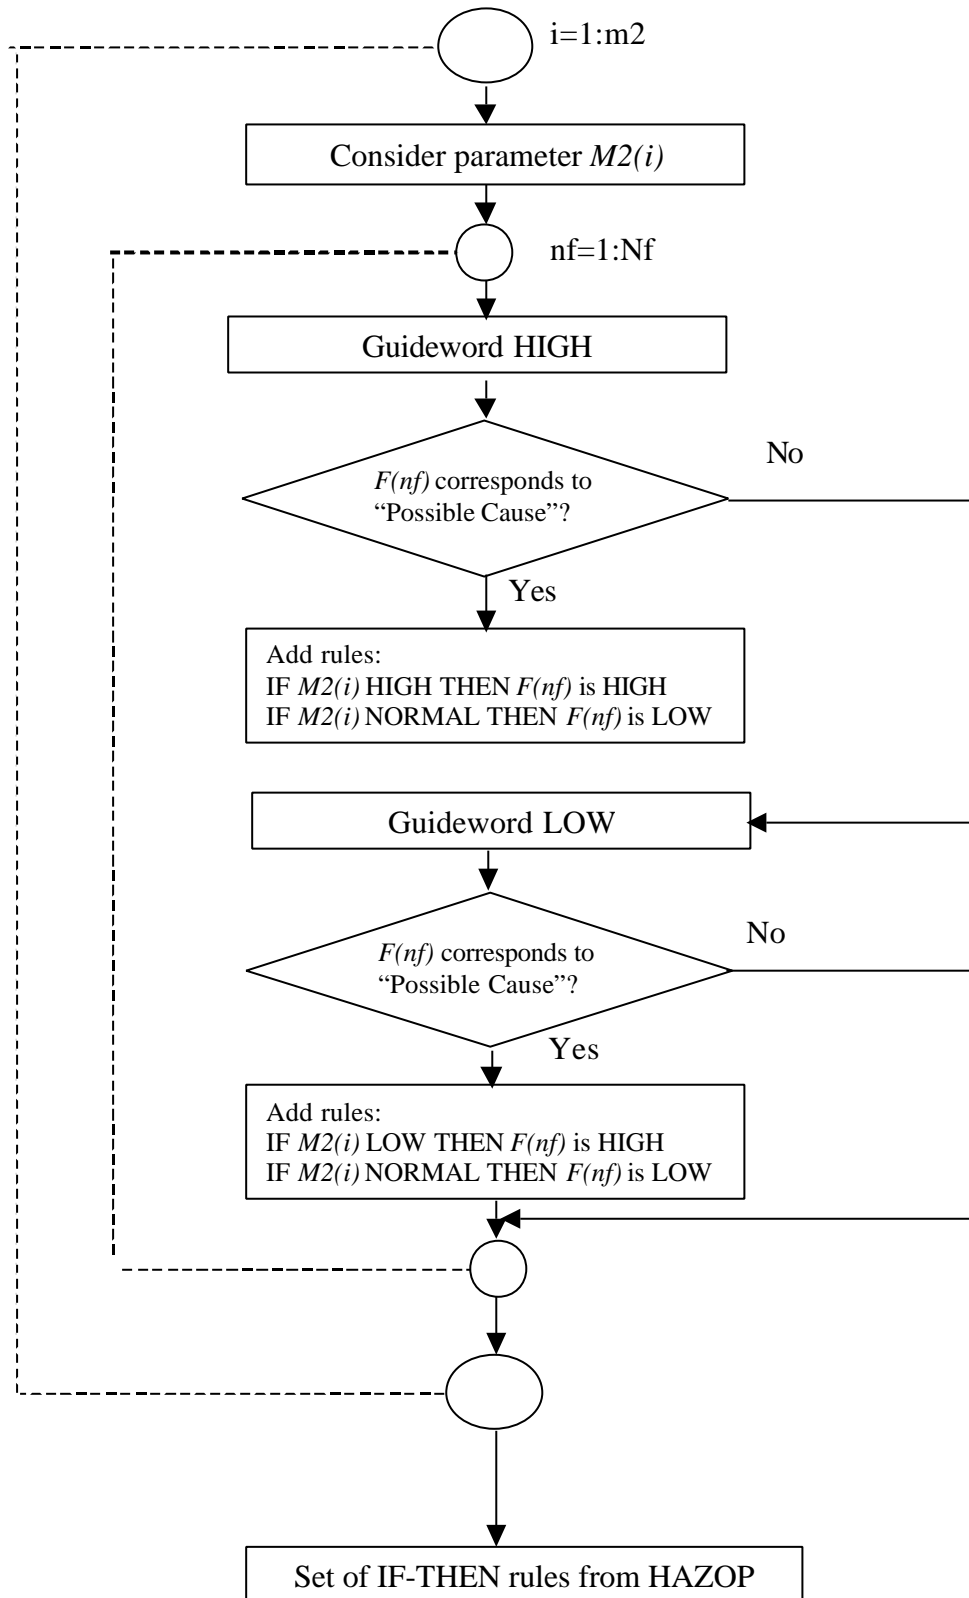 i=1:m2
Consider parameter M2(i)
nf=1:Nf
Guideword HIGH
No
F(nf) corresponds to
“Possible Cause”?
Yes
Add rules:
IF M2(i) HIGH THEN F(nf) is HIGH
IF M2(i) NORMAL THEN F(nf) is LOW
Guideword LOW
No
F(nf) corresponds to
“Possible Cause”?
Yes
Add rules:
IF M2(i) LOW THEN F(nf) is HIGH
IF M2(i) NORMAL THEN F(nf) is LOW
Set of IF-THEN rules from HAZOP